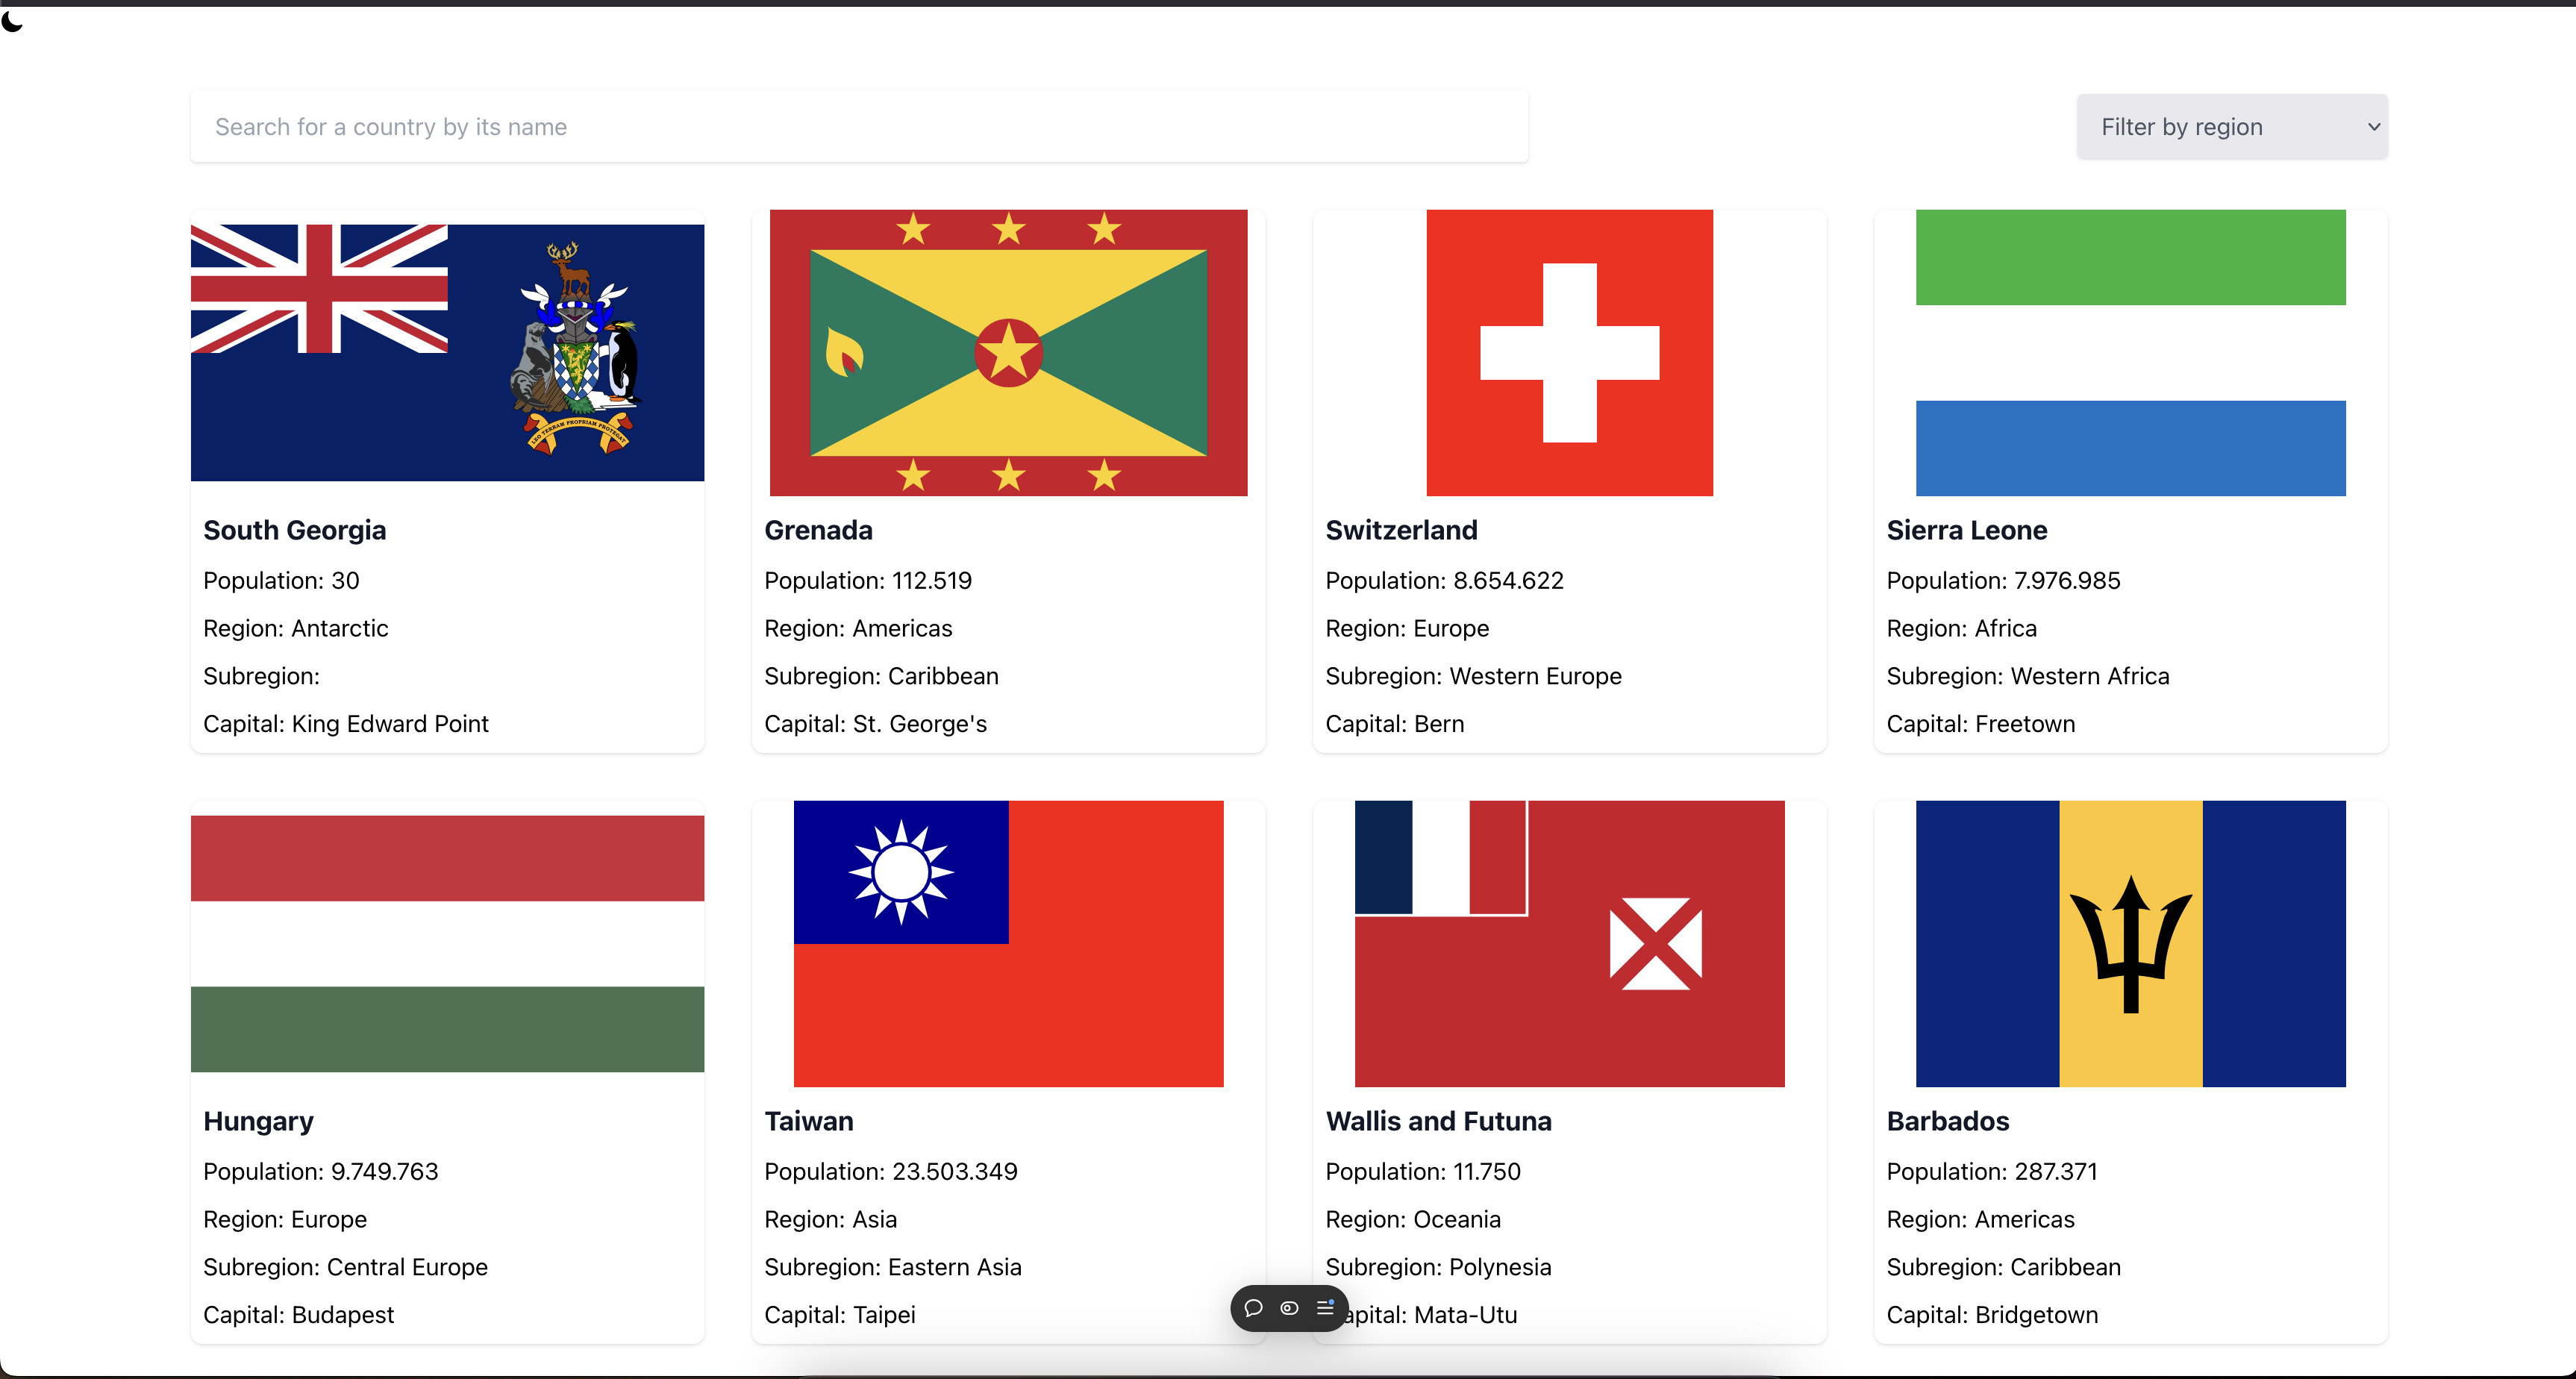 Search for a country by its name
Filter by region
LEO TERRAM PROPRIAM PROTEGAT
South Georgia
Population: 30
Region: Antarctic
Subregion:
Capital: King Edward Point
Grenada
Population: 112.519
Region: Americas
Subregion: Caribbean
Capital: St. George's
Switzerland
Population: 8.654.622
Region: Europe
Subregion: Western Europe
Capital: Bern
Sierra Leone
Population: 7.976.985
Region: Africa
Subregion: Western Africa
Capital: Freetown
Hungary
Population: 9.749.763
Region: Europe
Subregion: Central Europe
Capital: Budapest
Taiwan
Population: 23.503.349
Region: Asia
Subregion: Eastern Asia
Capital: Taipei
Wallis and Futuna
Population: 11.750
Region: Oceania
Subregion: Polynesia
apital: Mata-Utu
Barbados
Population: 287.371
Region: Americas
Subregion: Caribbean
Capital: Bridgetown